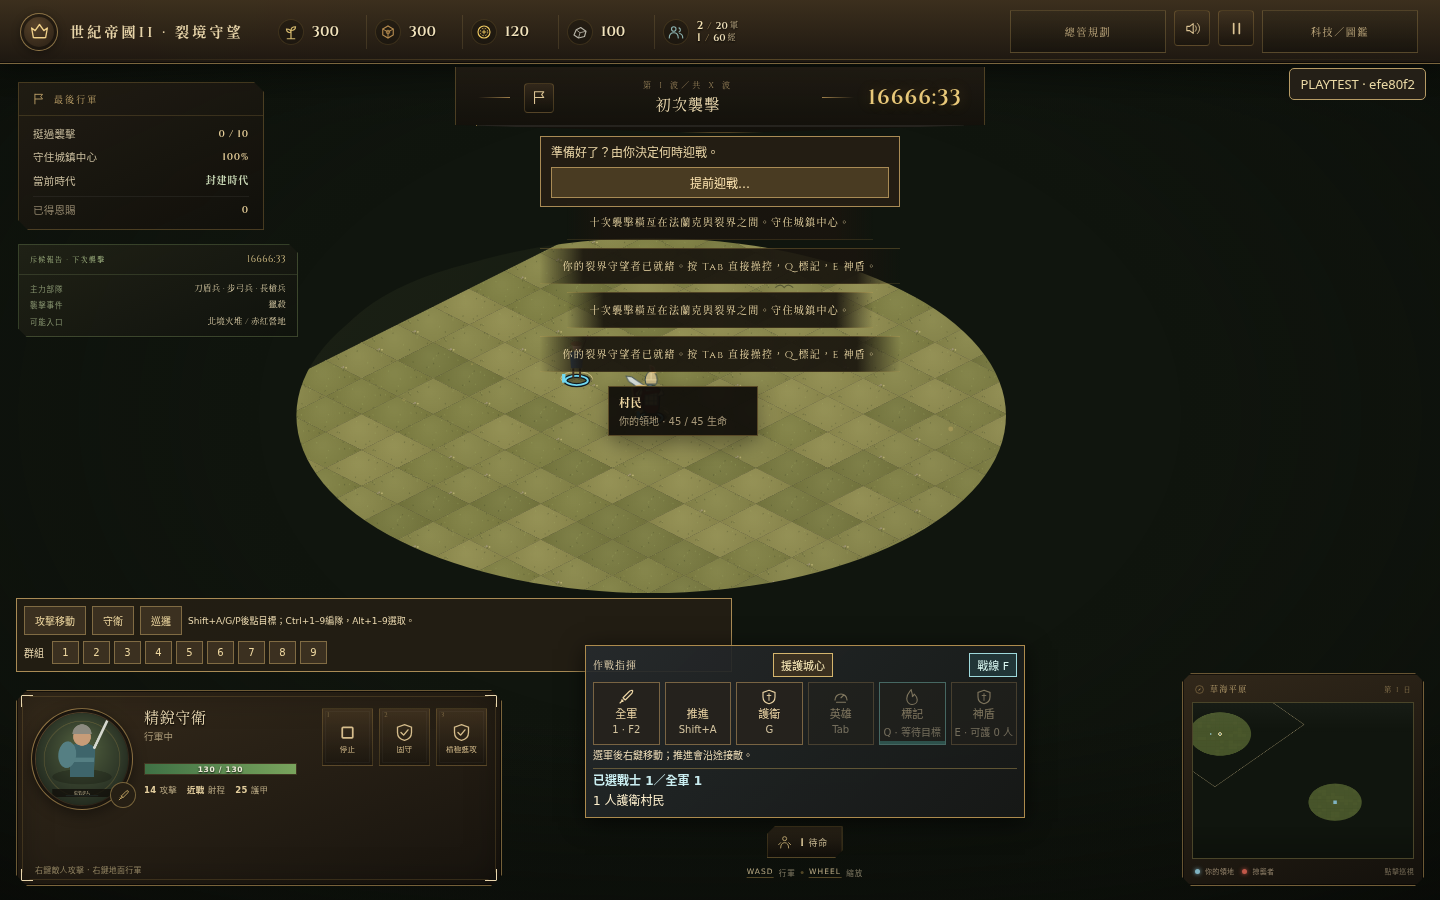 世紀帝國II · 裂境守望
300
300
120
100
2 / 20 軍
1 / 60 經
總管規劃
科技／圖鑑
PLAYTEST · efe80f2
第 1 波／共 X 波
初次襲擊
16666:33
最後行軍
挺過襲擊 0 / 10
守住城鎮中心 100%
當前時代 封建時代
已得恩賜 0
準備好了？由你決定何時迎戰。
提前迎戰...
十次襲擊橫亙在法蘭克與裂界之間。守住城鎮中心。
你的裂界守望者已就緒。按 TAB 直接操控，Q 標記，E 神盾。
十次襲擊橫亙在法蘭克與裂界之間。守住城鎮中心。
你的裂界守望者已就緒。按 TAB 直接操控，Q 標記，E 神盾。
斥候報告 · 下次襲擊 16666:33
主力部隊 刀盾兵 · 步弓兵 · 長槍兵
襲擊事件 獵殺
可能入口 北境火堆 / 赤紅營地
村民
你的領地 · 45 / 45 生命
攻擊移動 守衛 巡邏 Shift+A/G/P後點目標；Ctrl+1–9編隊，Alt+1–9選取。
群組 1 2 3 4 5 6 7 8 9
作戰指揮 援護城心 戰線 F
全軍 推進 護衛 英雄 標記 神盾
1 · F2 Shift+A G Tab Q · 等待目標 E · 可護 0 人
選軍後右鍵移動；推進會沿途接敵。
已選戰士 1／全軍 1
1 人護衛村民
精銳守衛
行軍中
130 / 130
14 攻擊 近戰 射程 25 護甲
1 停止
2 固守
3 積極進攻
右鍵敵人攻擊 · 右鍵地面行軍
1 待命
WASD 行軍 · WHEEL 縮放
草海平原 第 1 日
你的領地 掠襲者 點擊巡視